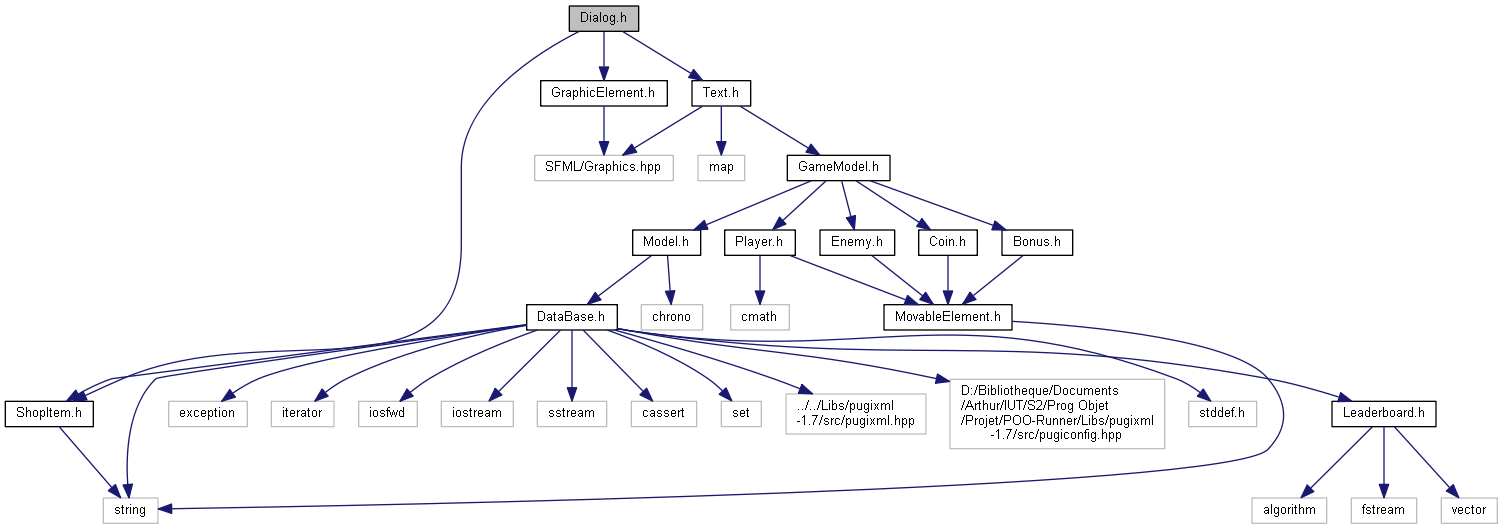 Dialog.h
GraphicElement.h
Text.h
SFML/Graphics.hpp
map
GameModel.h
Model.h
Player.h
Enemy.h
Coin.h
Bonus.h
DataBase.h
chrono
cmath
MovableElement.h
ShopItem.h
exception
iterator
iosfwd
iostream
sstream
cassert
set
../../Libs/pugixml
-1.7/src/pugixml.hpp
D:/Bibliotheque/Documents
/Arthur/IUT/S2/Prog Objet
/Projet/POO-Runner/Libs/pugixml
-1.7/src/pugiconfig.hpp
stddef.h
Leaderboard.h
string
algorithm
fstream
vector